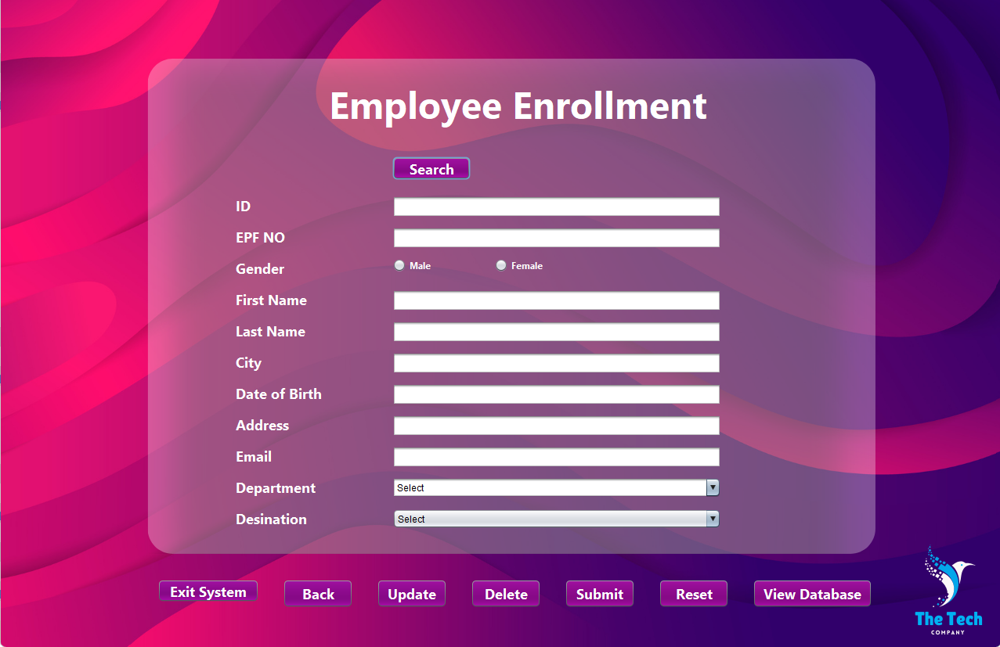 Employee Enrollment
Search
ID
EPF NO
Gender Male Female
First Name
Last Name
City
Date of Birth
Address
Email
Department Select
Desination Select
Exit System Back Update Delete Submit Reset View Database
The Tech
COMPANY